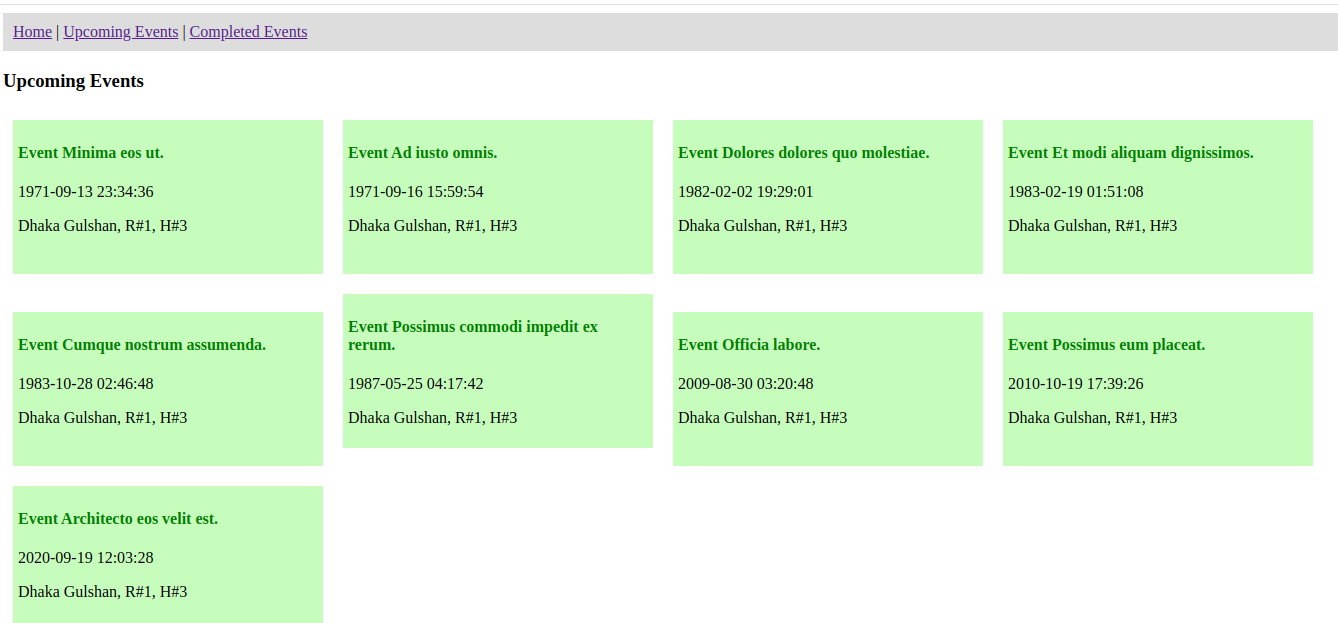 Home | Upcoming Events | Completed Events
Upcoming Events
Event Minima eos ut.
1971-09-13 23:34:36
Dhaka Gulshan, R#1, H#3
Event Ad iusto omnis.
1971-09-16 15:59:54
Dhaka Gulshan, R#1, H#3
Event Dolores dolores quo molestiae.
1982-02-02 19:29:01
Dhaka Gulshan, R#1, H#3
Event Et modi aliquam dignissimos.
1983-02-19 01:51:08
Dhaka Gulshan, R#1, H#3
Event Cumque nostrum assumenda.
1983-10-28 02:46:48
Dhaka Gulshan, R#1, H#3
Event Possimus commodi impedit ex
rerum.
1987-05-25 04:17:42
Dhaka Gulshan, R#1, H#3
Event Officia labore.
2009-08-30 03:20:48
Dhaka Gulshan, R#1, H#3
Event Possimus eum placeat.
2010-10-19 17:39:26
Dhaka Gulshan, R#1, H#3
Event Architecto eos velit est.
2020-09-19 12:03:28
Dhaka Gulshan, R#1, H#3